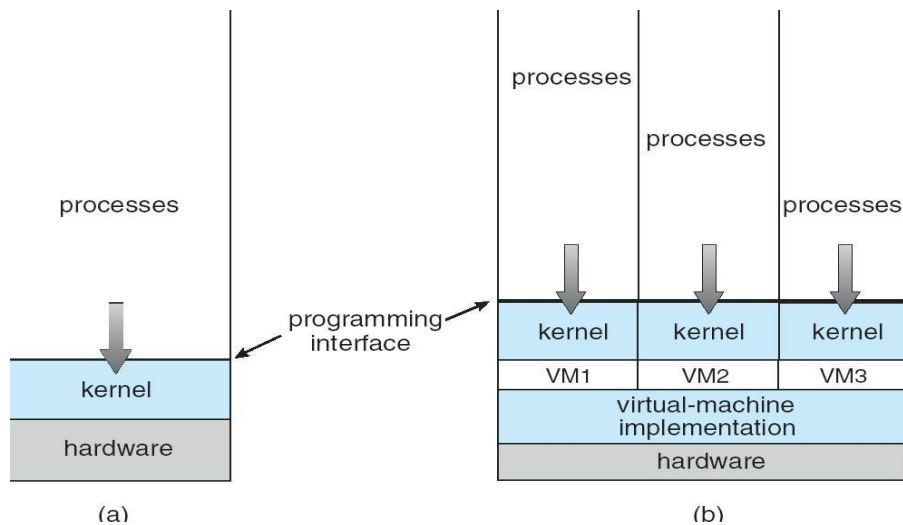 processes
kernel
hardware
(a)
programming
interface
processes
processes
processes
kernel
kernel
kernel
VM1
VM2
VM3
virtual-machine
implementation
hardware
(b)